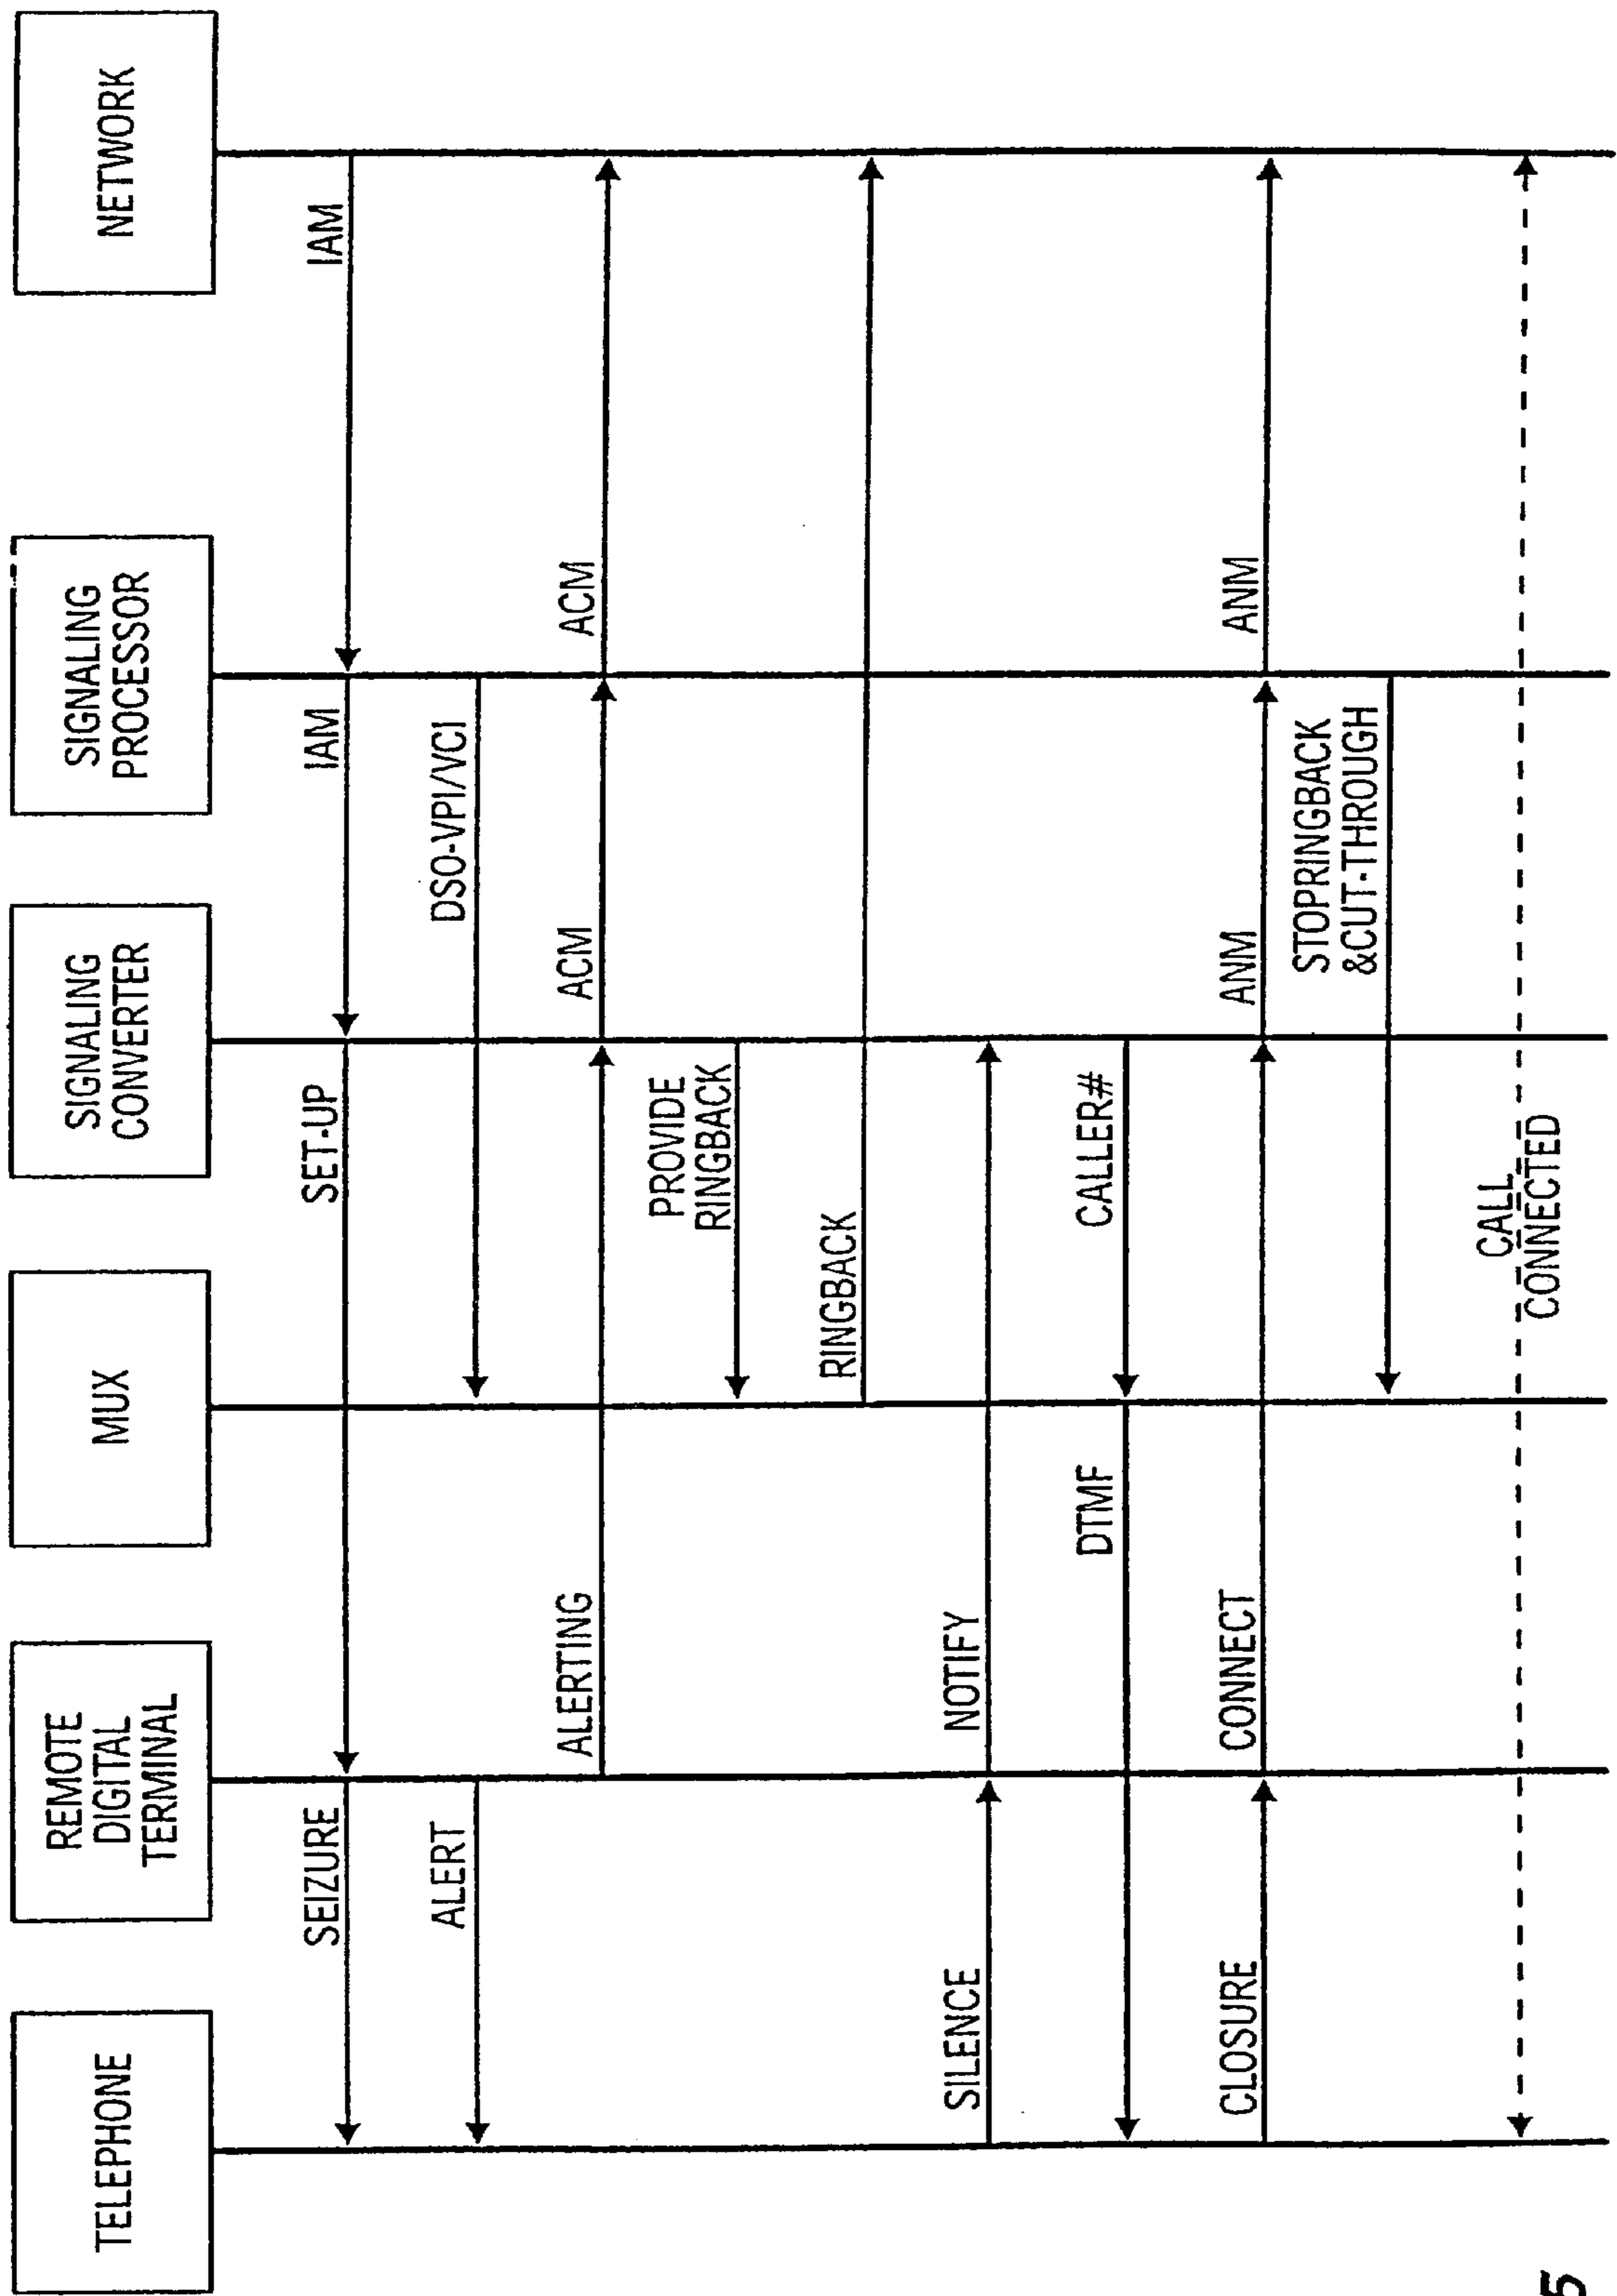 TELEPHONE
REMOTE
DIGITAL
TERMINAL
MUX
SIGNALING
CONVERTER
SIGNALING
PROCESSOR
NETWORK
SEIZURE
SET-UP
IAM
IAM
ALERT
DSO-VPI/VCI
ALERTING
ACM
ACM
PROVIDE
RINGBACK
RINGBACK
SILENCE
NOTIFY
DTMF
CALLER#
CLOSURE
CONNECT
ANM
ANM
STOPRINGBACK
&CUT-THROUGH
CALL
CONNECTED
5